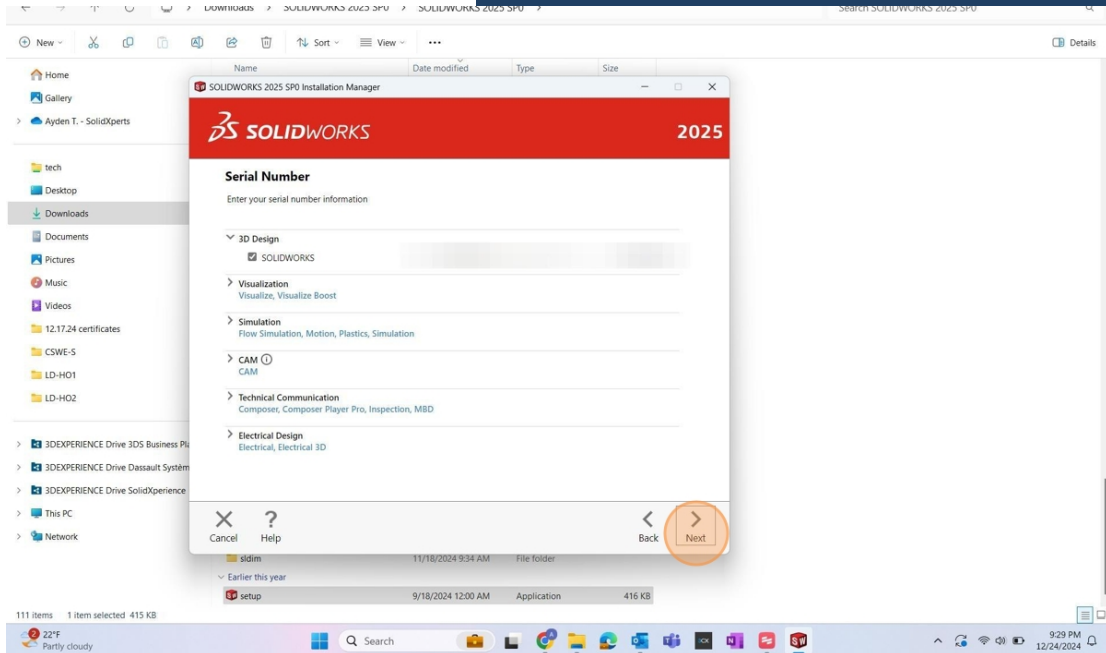 Downloads > SOLIDWORKS 2025 SP0 > SOLIDWORKS 2025 SP0 >
Search SOLIDWORKS 2025 SP0
New
Sort
View
Details
Name Date modified Type Size
Home
Gallery
Ayden T. - SolidXperts
tech
Desktop
Downloads
Documents
Pictures
Music
Videos
12.17.24 certificates
CSWE-S
LD-HO1
LD-HO2
3DEXPERIENCE Drive 3DS Business Pla
3DEXPERIENCE Drive Dassault Systèm
3DEXPERIENCE Drive SolidXperience
This PC
Network
SOLIDWORKS 2025 SP0 Installation Manager
SOLIDWORKS 2025
Serial Number
Enter your serial number information
3D Design
SOLIDWORKS
Visualization
Visualize, Visualize Boost
Simulation
Flow Simulation, Motion, Plastics, Simulation
CAM
CAM
Technical Communication
Composer, Composer Player Pro, Inspection, MBD
Electrical Design
Electrical, Electrical 3D
Cancel Help Back Next
sldim 11/18/2024 9:34 AM File folder
Earlier this year
setup 9/18/2024 12:00 AM Application 416 KB
111 items 1 item selected 415 KB
2
22°F
Partly cloudy
Search
9:29 PM
12/24/2024